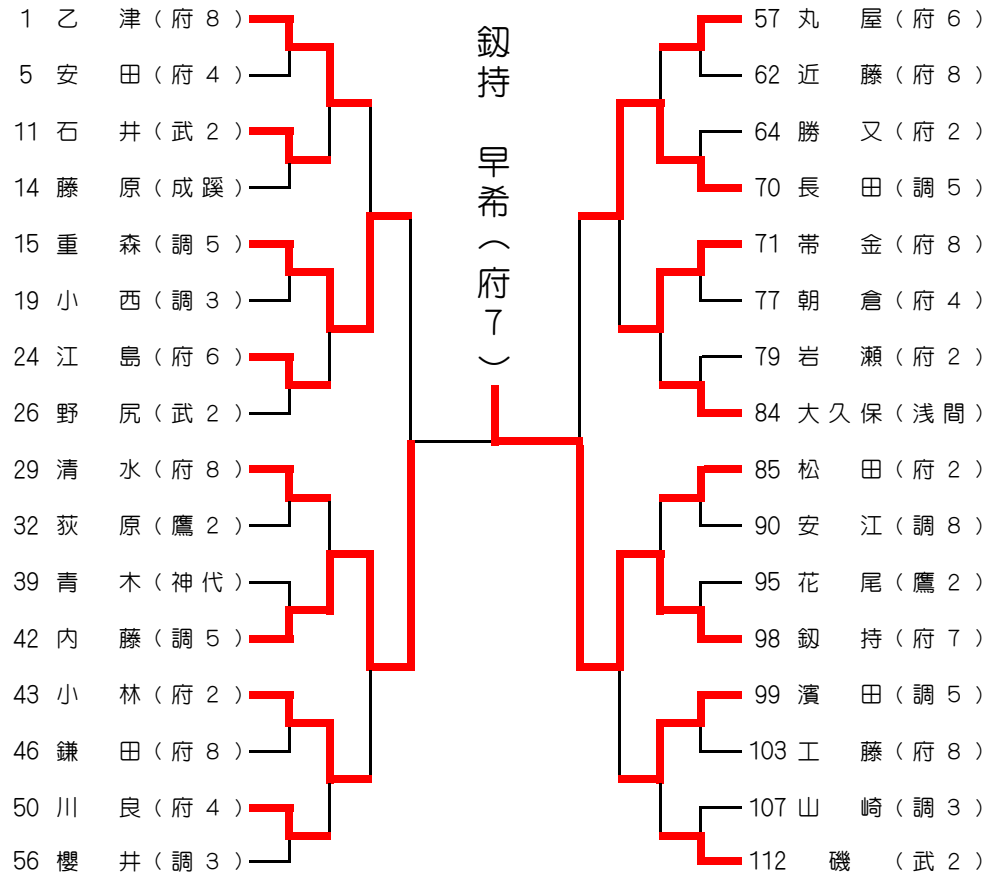 1 乙 津(府8)
5 安 田(府4)
11 石 井(武2)
14 藤 原(成蹊)
15 重 森(調5)
19 小 西(調3)
24 江 島(府6)
26 野 尻(武2)
29 清 水(府8)
32 荻 原(鷹2)
39 青 木(神代)
42 内 藤(調5)
43 小 林(府2)
46 鎌 田(府8)
50 川 良(府4)
56 櫻 井(調3)
釼持 早希(府7)
57 丸 屋(府6)
62 近 藤(府8)
64 勝 又(府2)
70 長 田(調5)
71 帯 金(府8)
77 朝 倉(府4)
79 岩 瀬(府2)
84 大久保(浅間)
85 松 田(府2)
90 安 江(調8)
95 花 尾(鷹2)
98 釼 持(府7)
99 濱 田(調5)
103 工 藤(府8)
107 山 崎(調3)
112 磯 (武2)